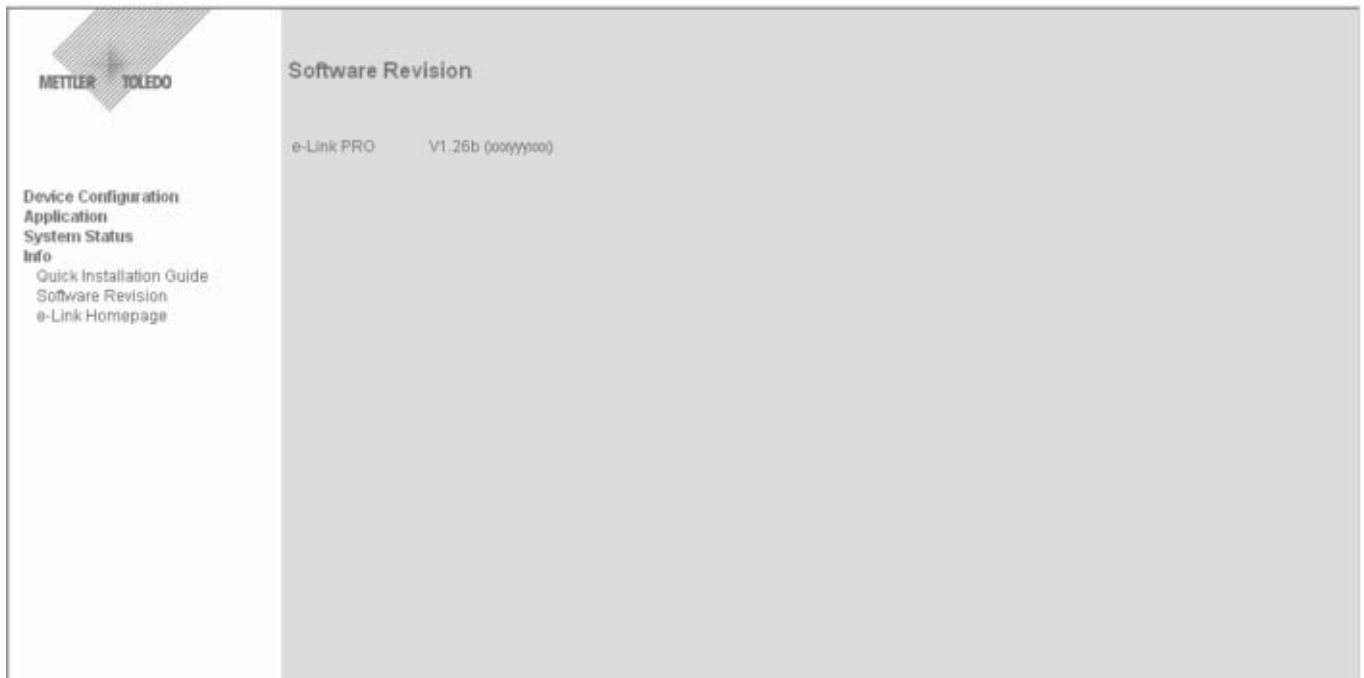 METTLER TOLEDO
Software Revision
e-Link PRO V1.26b (xxxyyyxxx)
Device Configuration
Application
System Status
Info
Quick Installation Guide
Software Revision
e-Link Homepage